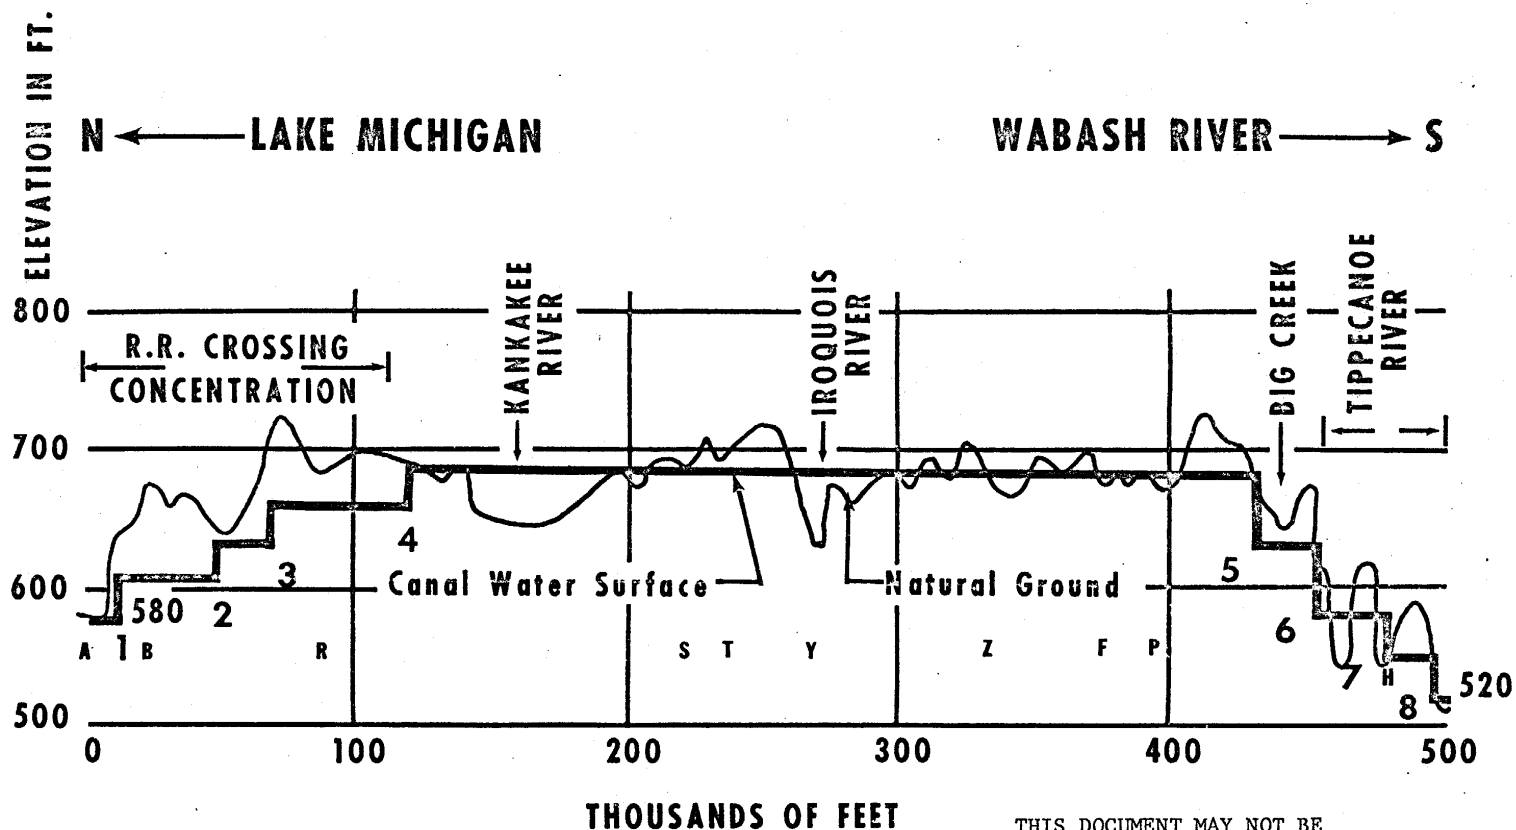 ELEVATION IN FT.
N LAKE MICHIGAN
WABASH RIVER S
800
R.R. CROSSING
CONCENTRATION
KANKAKEE
RIVER
IROQUOIS
RIVER
BIG CREEK
TIPPECANOE
RIVER
700
4
3
5
Canal Water Surface
Natural Ground
600
580
2
6
A 1 B R S T Y Z F P
7 H
8
520
500
0 100 200 300 400 500
THOUSANDS OF FEET
THIS DOCUMENT MAY NOT BE